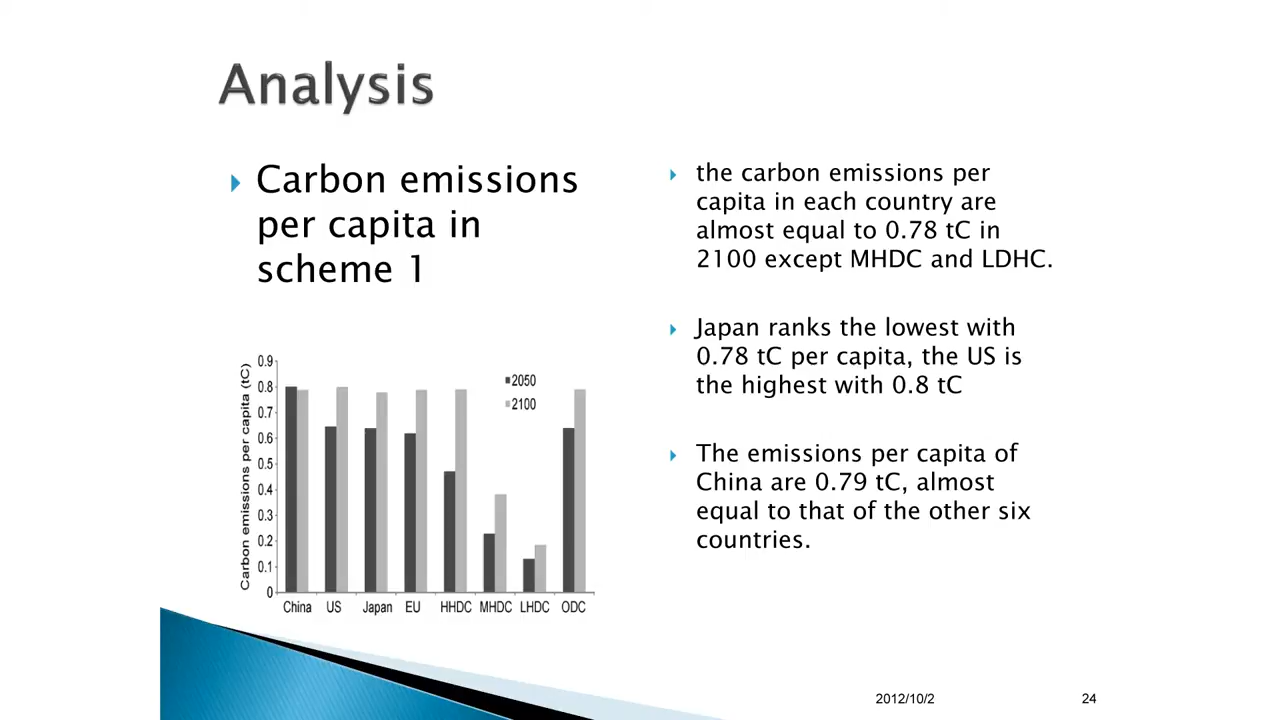 Analysis
Carbon emissions
per capita in
scheme 1
the carbon emissions per
capita in each country are
almost equal to 0.78 tC in
2100 except MHDC and LDHC.
Japan ranks the lowest with
0.78 tC per capita, the US is
the highest with 0.8 tC
The emissions per capita of
China are 0.79 tC, almost
equal to that of the other six
countries.
Carbon emissions per capita (tC)
0.9
0.8
0.7
0.6
0.5
0.4
0.3
0.2
0.1
0
2050
2100
China US Japan EU HHDC MHDC LHDC ODC
2012/10/2 24